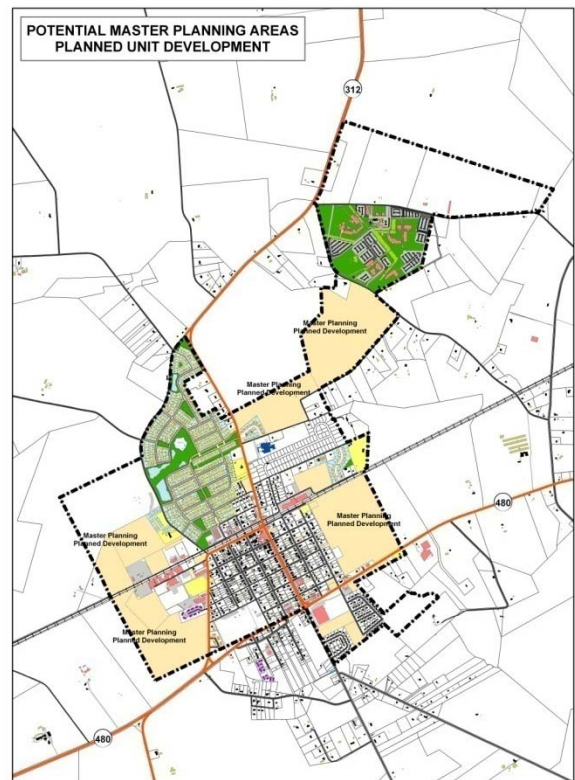 POTENTIAL MASTER PLANNING AREAS
PLANNED UNIT DEVELOPMENT
312
Master Planning
Planned Development
Master Planning
Planned Development
480
Master Planning
Planned Development
Master Planning
Planned Development
Master Planning
Planned Development
480